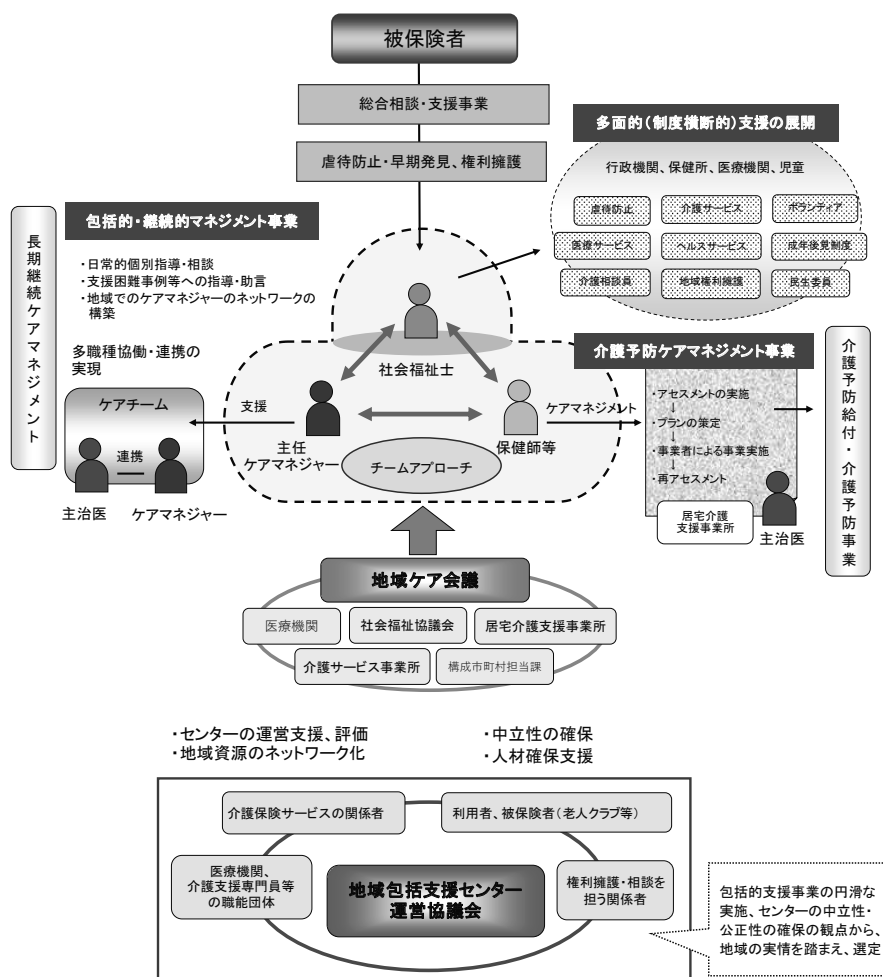 被保険者
総合相談・支援事業
虐待防止・早期発見、権利擁護
多面的(制度横断的)支援の展開
行政機関、保健所、医療機関、児童
虐待防止
介護サービス
ボランティア
医療サービス
ヘルスサービス
成年後見制度
介護相談員
地域権利擁護
民生委員
長期継続ケアマネジメント
包括的・継続的マネジメント事業
・日常的個別指導・相談
・支援困難事例等への指導・助言
・地域でのケアマネジャーのネットワークの
構築
多職種協働・連携の
実現
ケアチーム
連携
主治医
ケアマネジャー
支援
社会福祉士
主任
ケアマネジャー
保健師等
チームアプローチ
ケアマネジメント
介護予防ケアマネジメント事業
・アセスメントの実施
↓
・プランの策定
↓
・事業者による事業実施
↓
・再アセスメント
居宅介護
支援事業所
主治医
介護予防給付・介護予防事業
地域ケア会議
医療機関
社会福祉協議会
居宅介護支援事業所
介護サービス事業所
構成市町村担当課
・センターの運営支援、評価
・地域資源のネットワーク化
・中立性の確保
・人材確保支援
介護保険サービスの関係者
利用者、被保険者(老人クラブ等)
医療機関、
介護支援専門員等
の職能団体
地域包括支援センター
運営協議会
権利擁護・相談を
担う関係者
包括的支援事業の円滑な
実施、センターの中立性・
公正性の確保の観点から、
地域の実情を踏まえ、選定